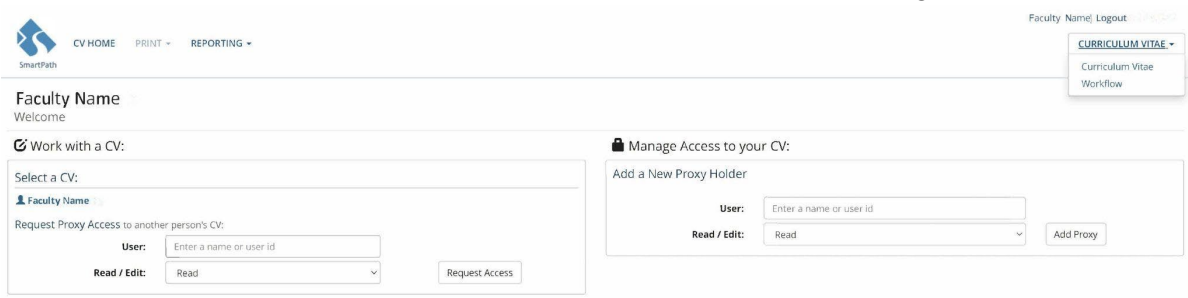 Faculty Name| Logout
SmartPath
CV HOME PRINT REPORTING
CURRICULUM VITAE
Curriculum Vitae
Workflow
Faculty Name
Welcome
Work with a CV:
Select a CV:
Faculty Name
Request Proxy Access to another person's CV:
User: Enter a name or user id
Read / Edit: Read Request Access
Manage Access to your CV:
Add a New Proxy Holder
User: Enter a name or user id
Read / Edit: Read Add Proxy